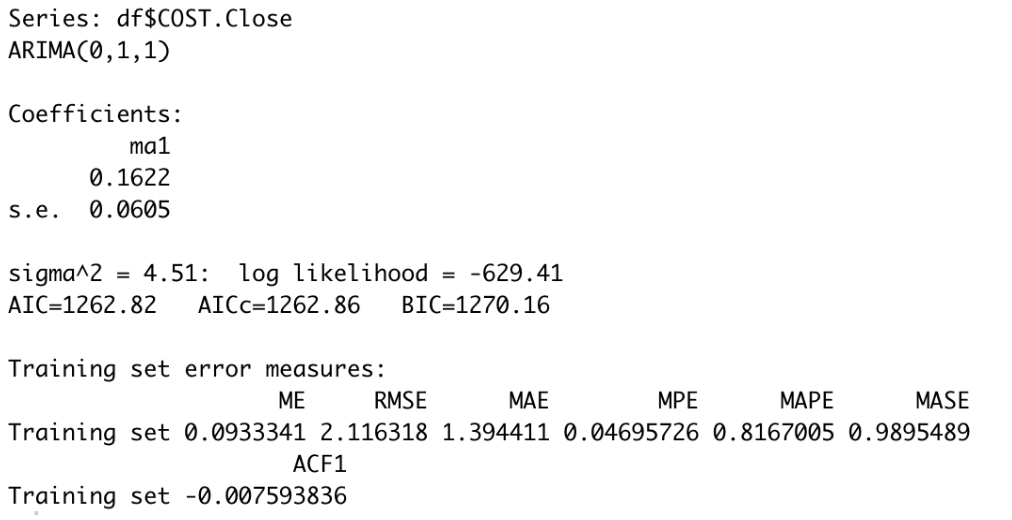 Series: df$COST.Close
ARIMA(0,1,1)
Coefficients:
ma1
0.1622
s.e.  0.0605
sigma^2 = 4.51:  log likelihood = -629.41
AIC=1262.82   AICc=1262.86   BIC=1270.16
Training set error measures:
ME     RMSE      MAE        MPE      MAPE      MASE
Training set 0.0933341 2.116318 1.394411 0.04695726 0.8167005 0.9895489
ACF1
Training set -0.007593836